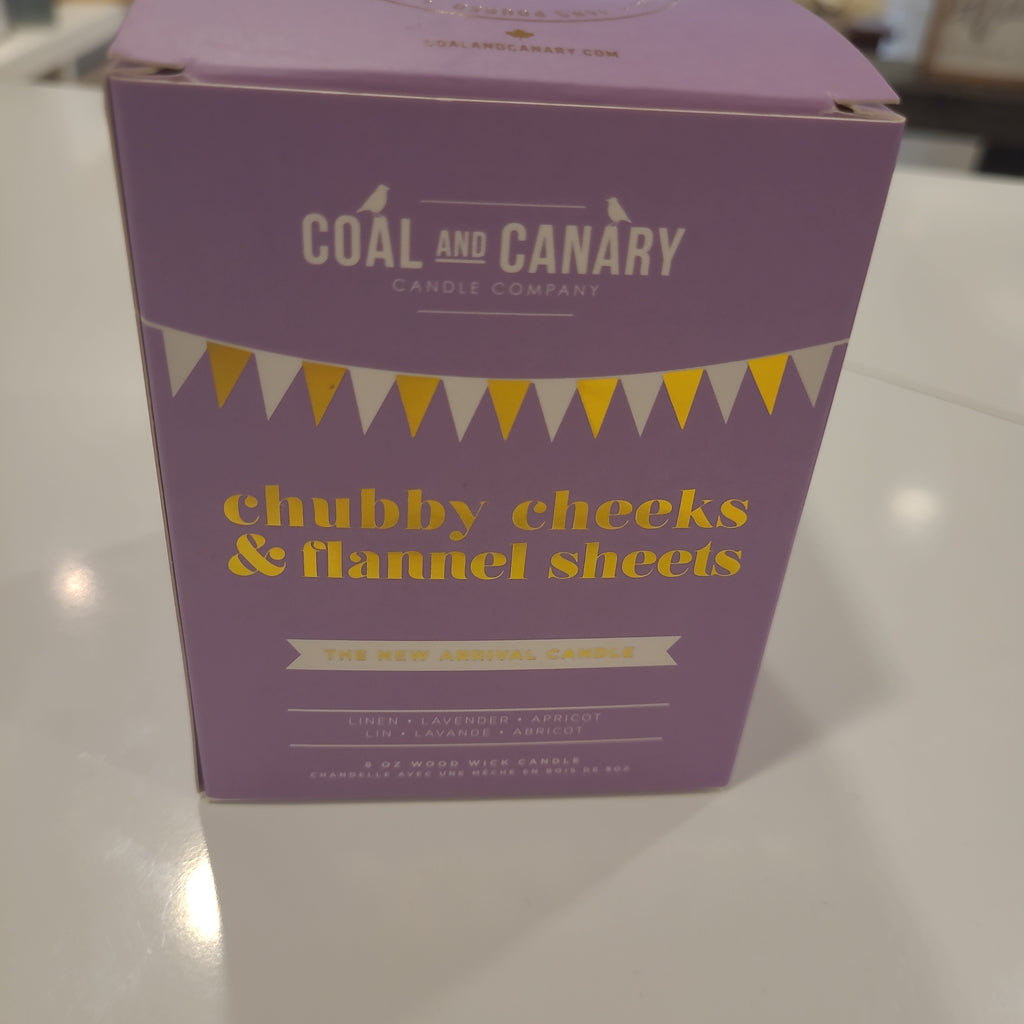 COALANDCANARY.COM
COAL AND CANARY
CANDLE COMPANY
chubby cheeks
& flannel sheets
THE NEW ARRIVAL CANDLE
LINEN • LAVENDER • APRICOT
LIN • LAVANDE • ABRICOT
8 OZ WOOD WICK CANDLE
CHANDELLE AVEC UNE MÈCHE EN BOIS DE 8OZ